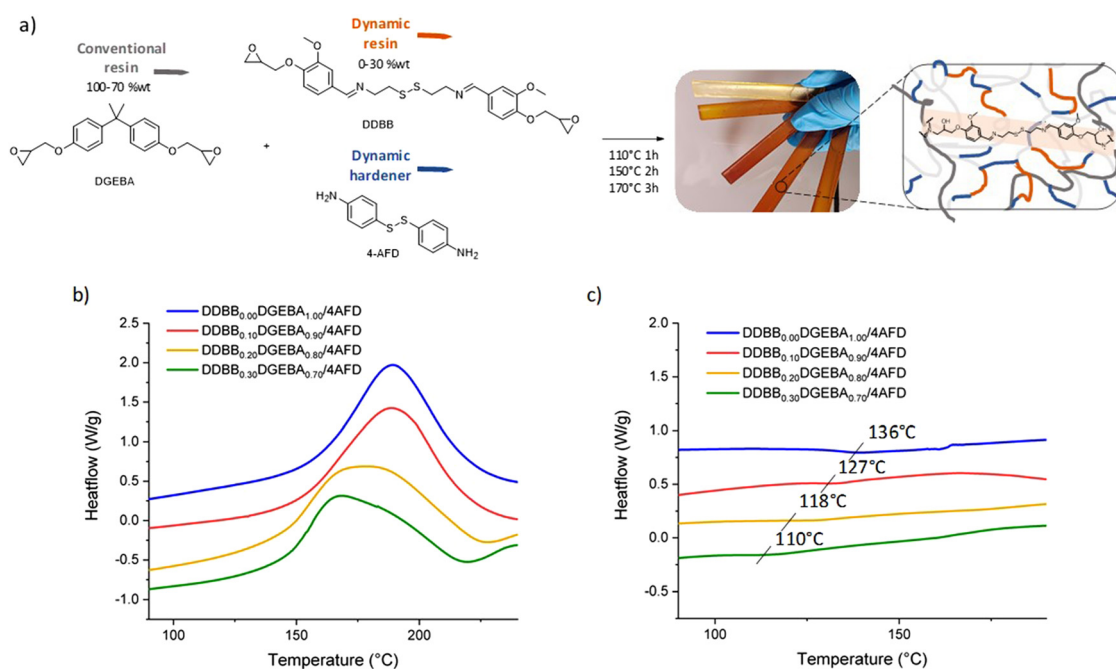 a)
Conventional
resin
100-70 %wt
DGEBA
+
Dynamic
resin
0-30 %wt
DDBB
Dynamic
hardener
4-AFD
110°C 1h
150°C 2h
170°C 3h
b)
DDBB0.00DGEBA1.00/4AFD
DDBB0.10DGEBA0.90/4AFD
DDBB0.20DGEBA0.80/4AFD
DDBB0.30DGEBA0.70/4AFD
Heatflow (W/g)
2.5
2.0
1.5
1.0
0.5
0.0
-0.5
-1.0
100 150 200
Temperature (°C)
c)
DDBB0.00DGEBA1.00/4AFD
DDBB0.10DGEBA0.90/4AFD
DDBB0.20DGEBA0.80/4AFD
DDBB0.30DGEBA0.70/4AFD
136°C
127°C
118°C
110°C
Heatflow (W/g)
2.0
1.5
1.0
0.5
0.0
-0.5
100 150
Temperature (°C)